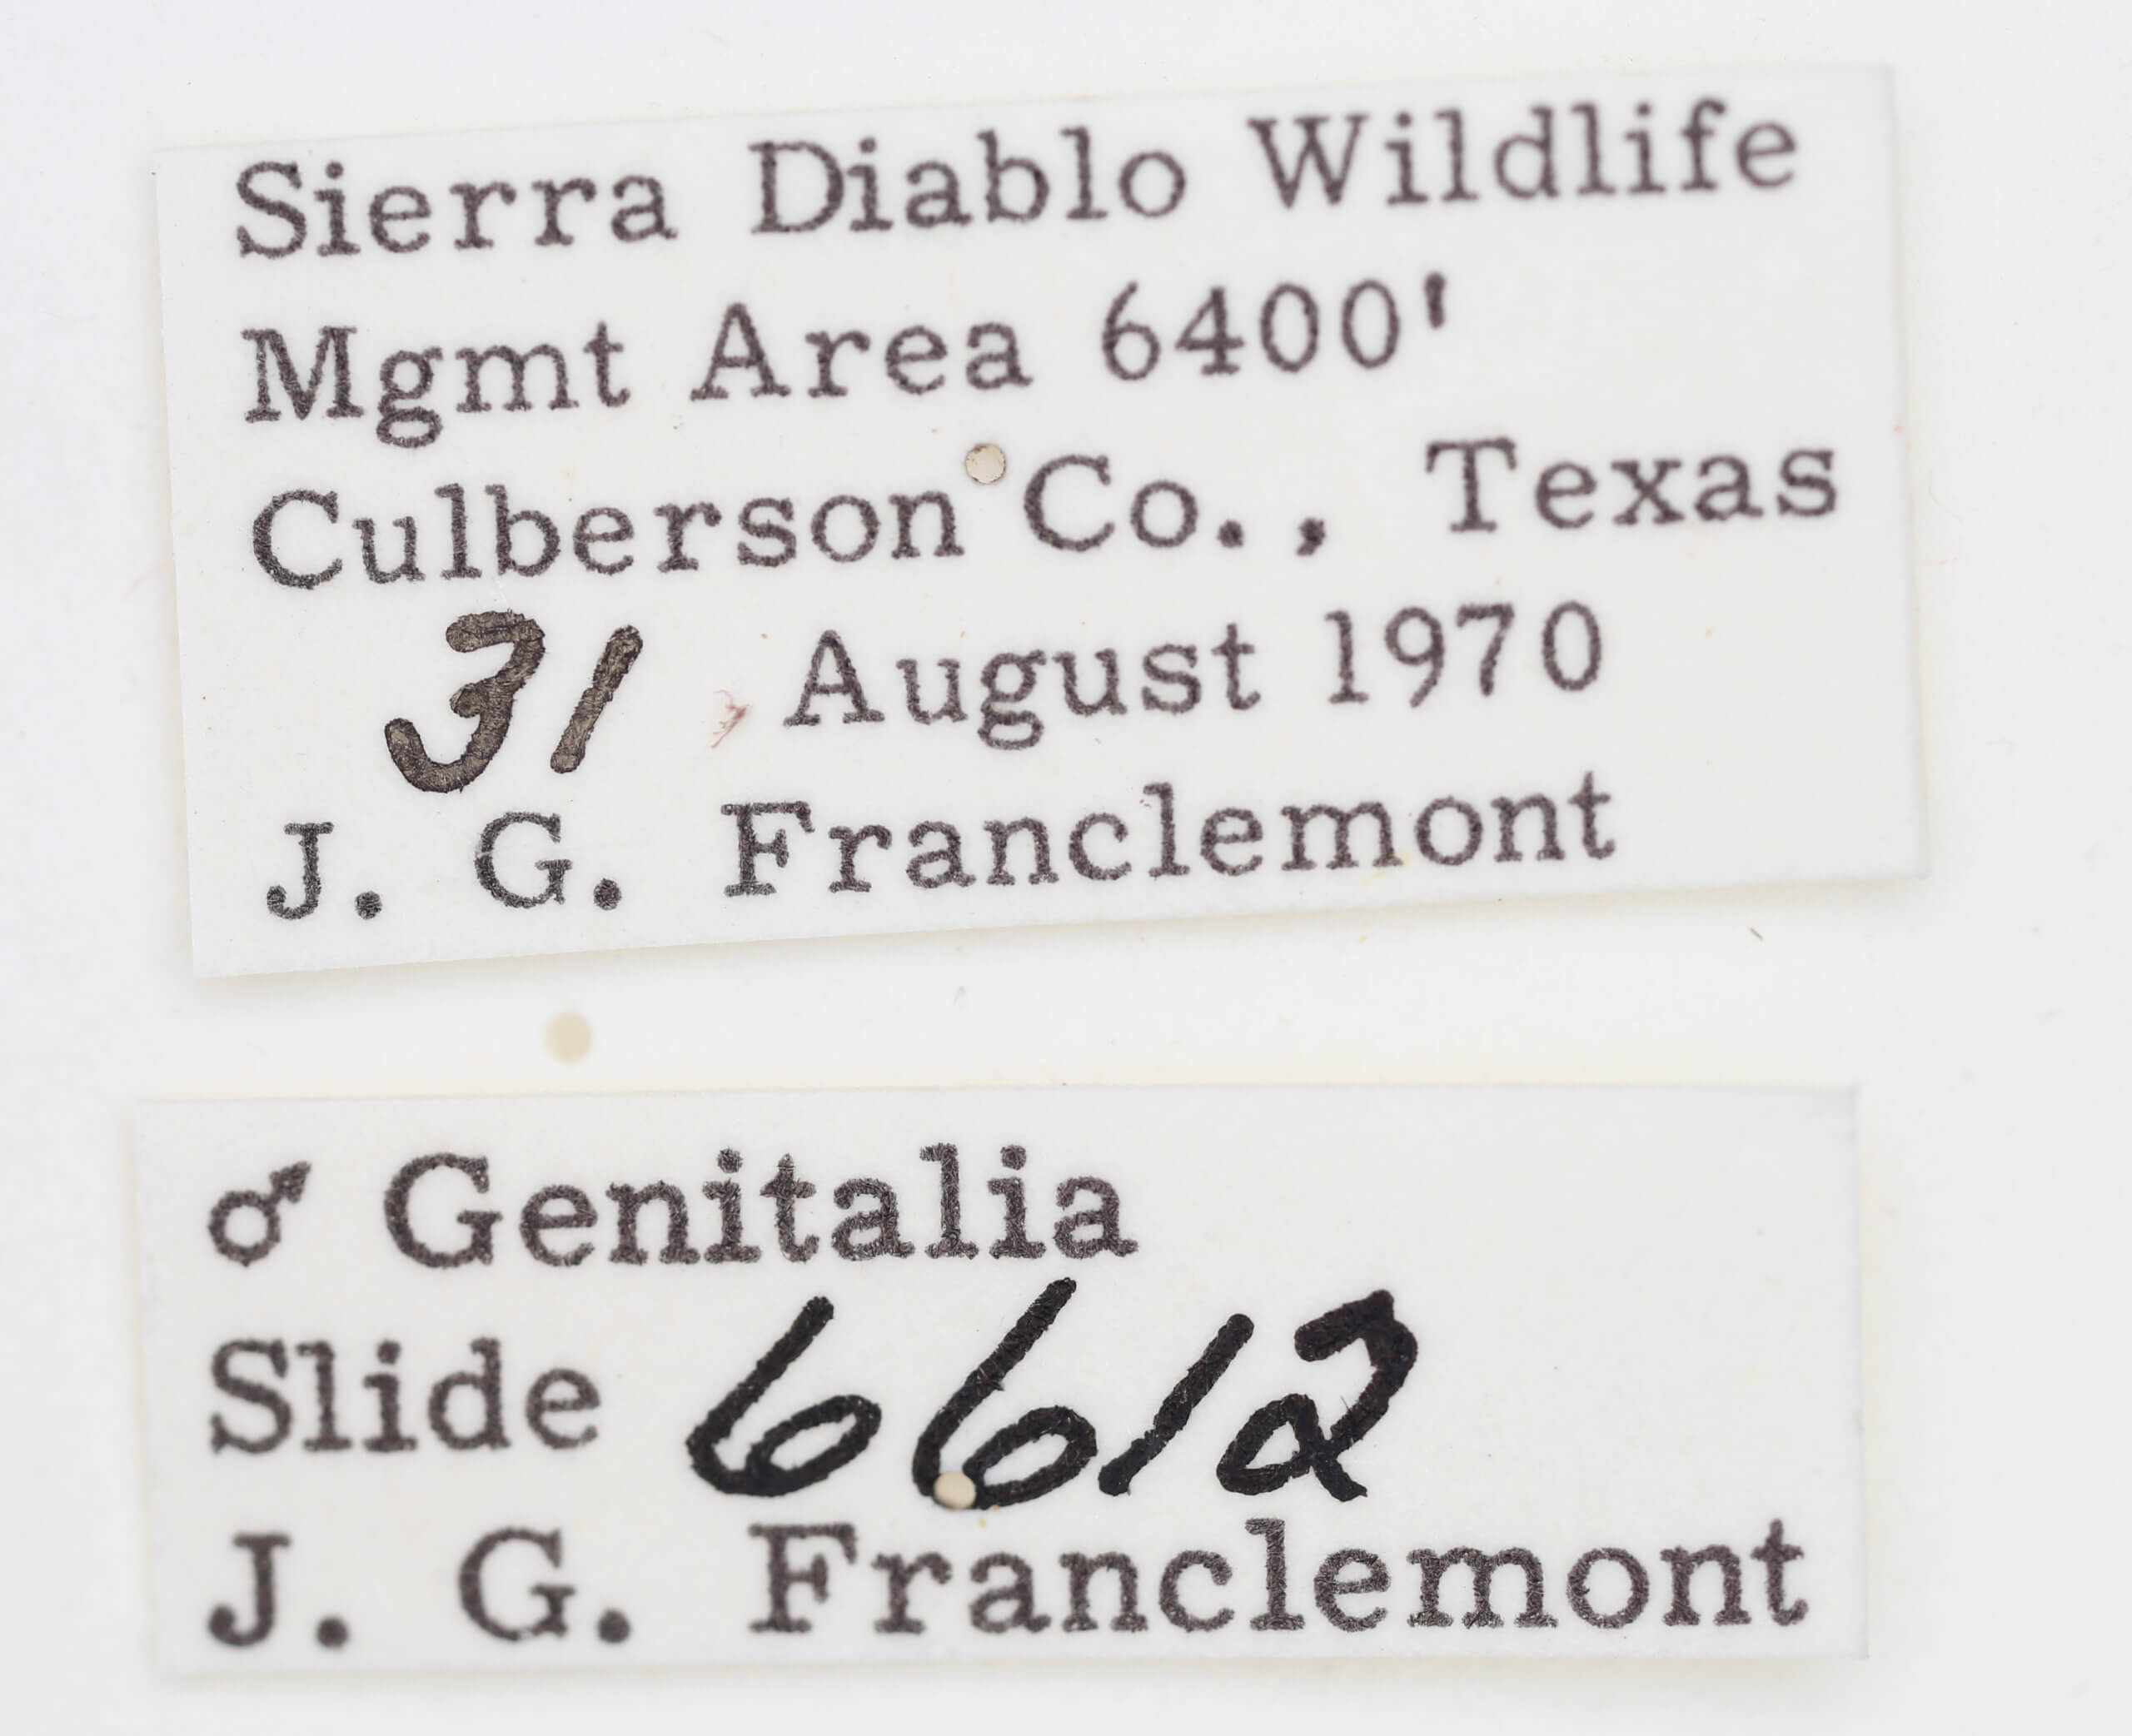 Sierra Diablo Wildlife
Mgmt Area 6400'
Culberson Co., Texas
31 August 1970
J. G. Franclemont
♂ Genitalia
Slide 6612
J. G. Franclemont